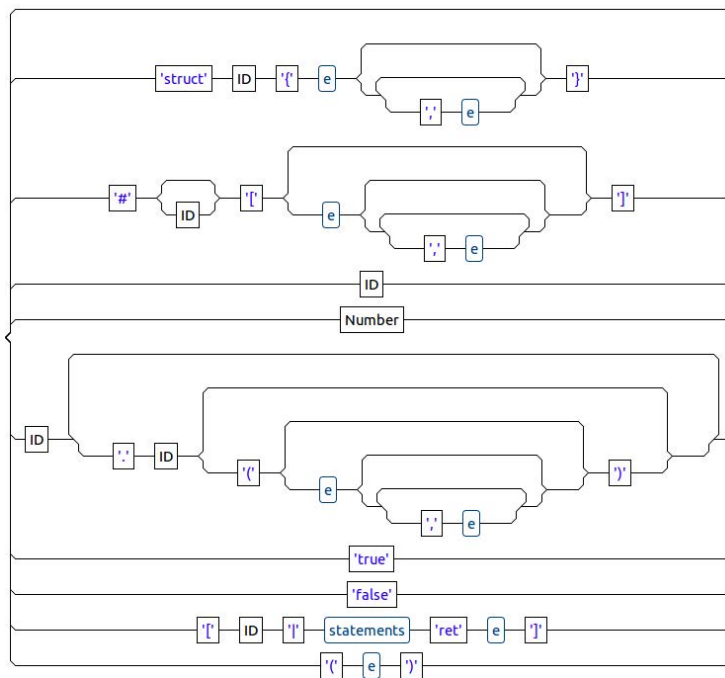 'struct' ID '{' e '}'
',' e
'#' '[' ']'
ID e
',' e
ID
Number
ID
'.' ID
'(' ')'
e
',' e
'true'
'false'
'[' ID '|' statements 'ret' e ']'
'(' e ')'